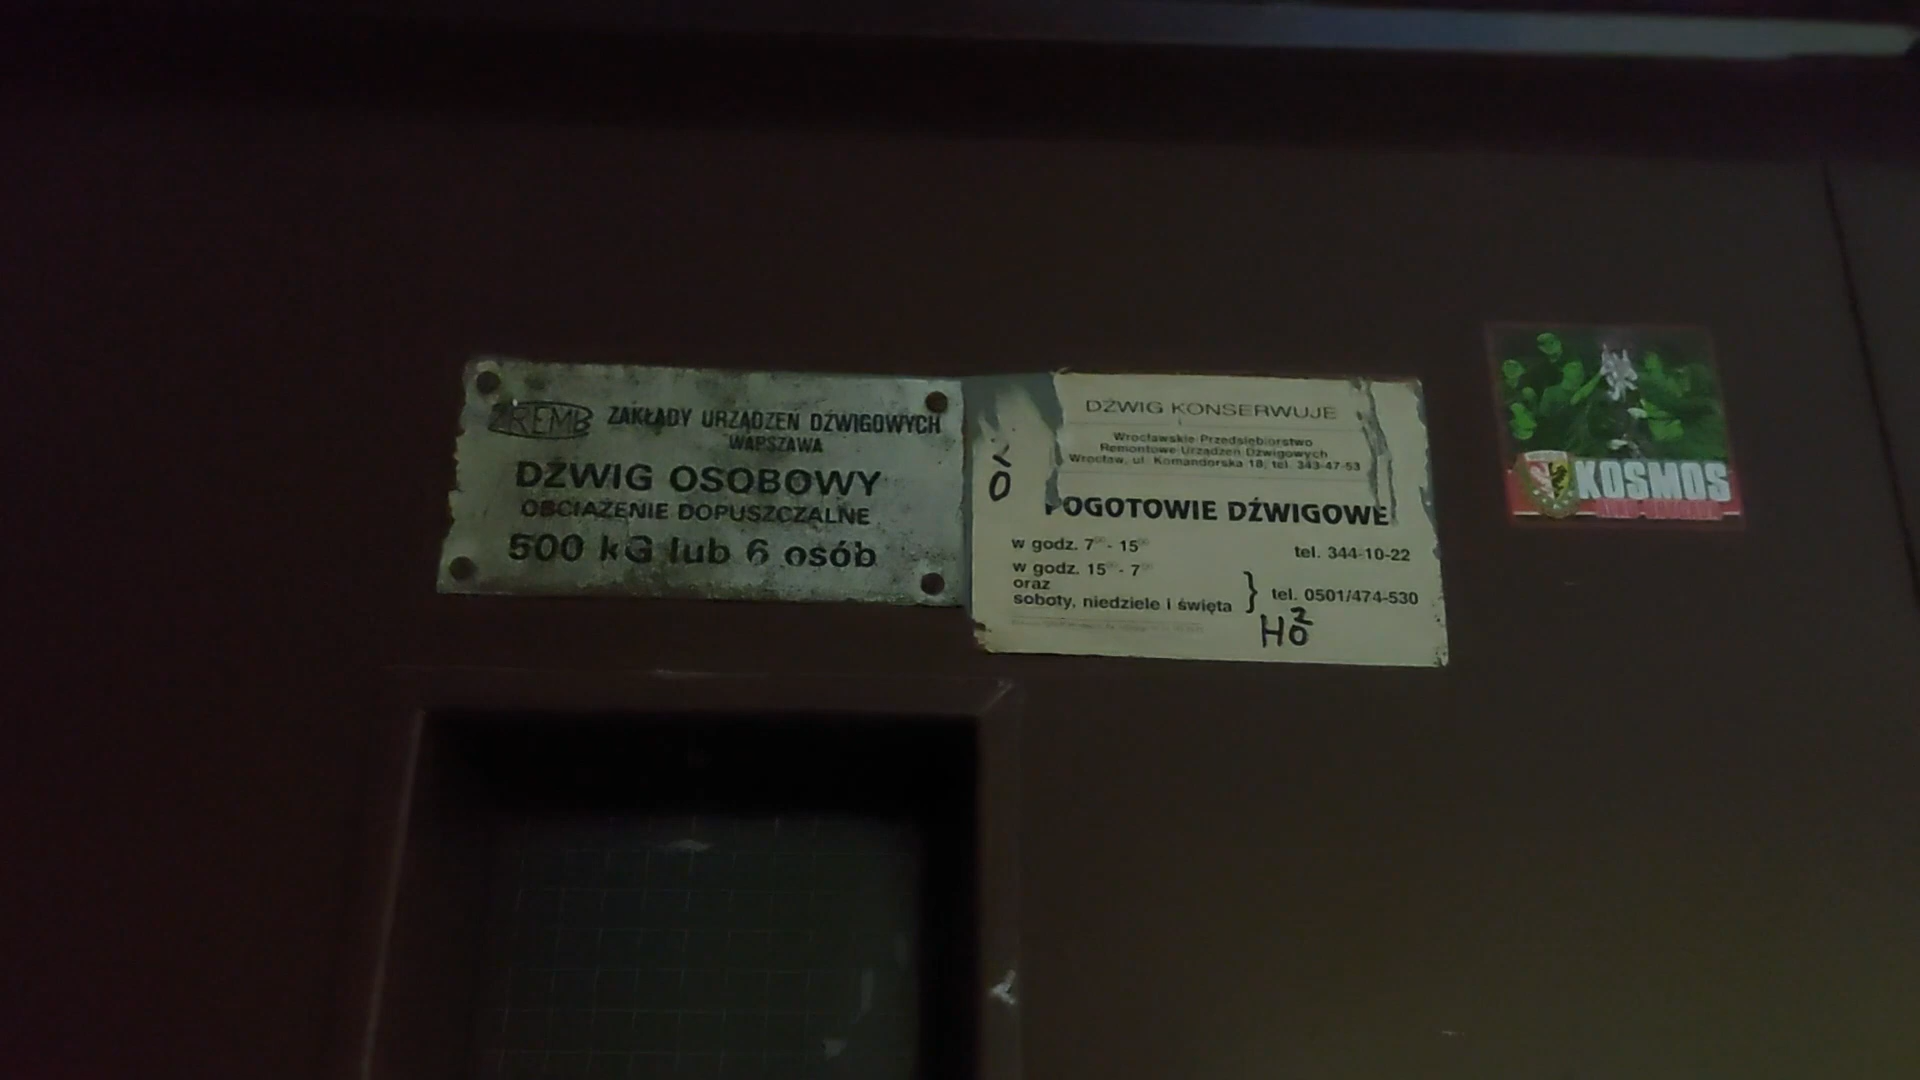 ZREMB ZAKŁADY URZĄDZEŃ DŹWIGOWYCH
WARSZAWA
DŹWIG OSOBOWY
OBCIĄŻENIE DOPUSZCZALNE
500 kG lub 6 osób
DŹWIG KONSERWUJE
Wrocławskie Przedsiębiorstwo
Remontowe Urządzeń Dźwigowych
Wrocław, ul. Komandorska 18, tel. 343-47-53
POGOTOWIE DŹWIGOWE
w godz. 7⁰⁰ - 15⁰⁰ tel. 344-10-22
w godz. 15⁰⁰ - 7⁰⁰
oraz
soboty, niedziele i święta } tel. 0501/474-530
KOSMOS